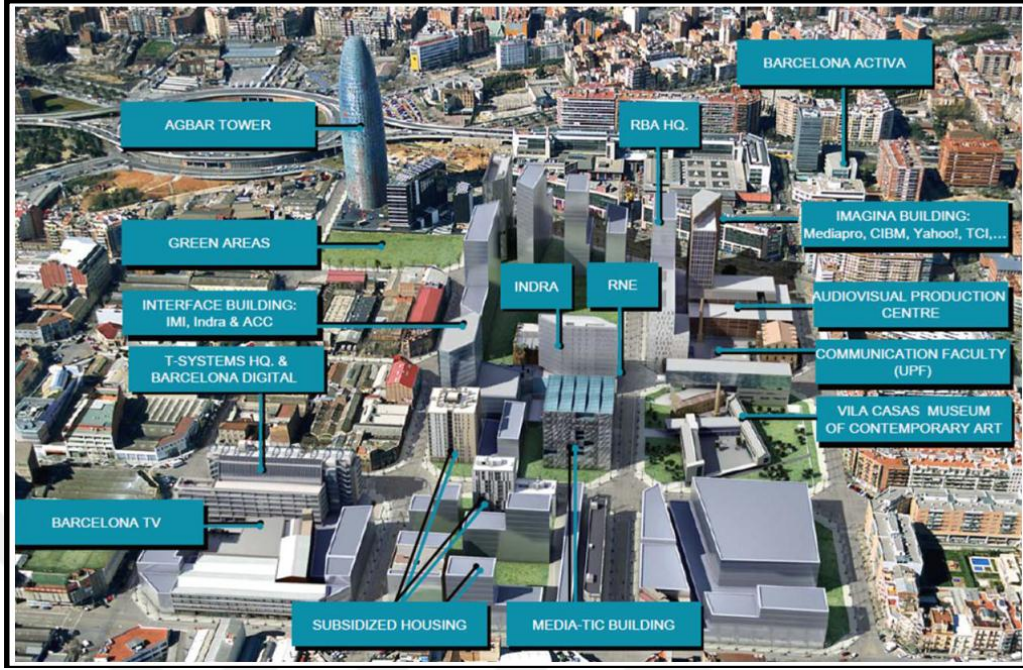 BARCELONA ACTIVA
AGBAR TOWER
RBA HQ.
IMAGINA BUILDING:
Mediapro, CIBM, Yahoo!, TCI,...
GREEN AREAS
INDRA
RNE
INTERFACE BUILDING:
IMI, Indra & ACC
AUDIOVISUAL PRODUCTION
CENTRE
T-SYSTEMS HQ. &
BARCELONA DIGITAL
COMMUNICATION FACULTY
(UPF)
VILA CASAS MUSEUM
OF CONTEMPORARY ART
BARCELONA TV
SUBSIDIZED HOUSING
MEDIA-TIC BUILDING